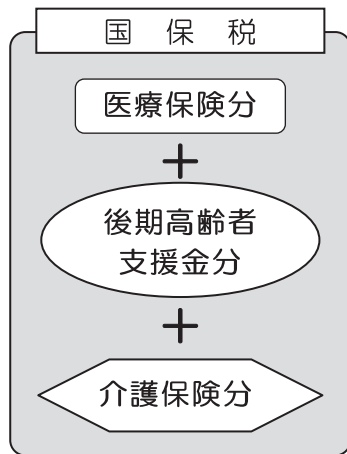 国保税
医療保険分
+
後期高齢者
支援金分
+
介護保険分